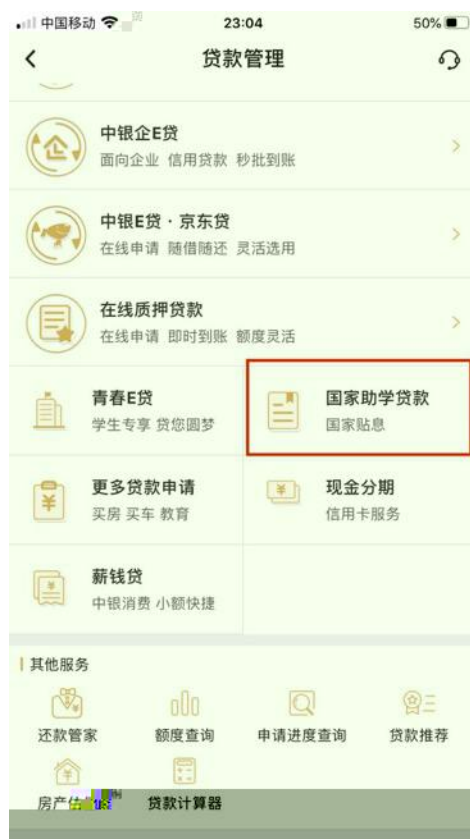 中国移动
23:04
50%
贷款管理
中银企E贷
面向企业 信用贷款 秒批到账
中银E贷·京东贷
在线申请 随借随还 灵活选用
在线质押贷款
在线申请 即时到账 额度灵活
青春E贷
学生专享 贷您圆梦
国家助学贷款
国家贴息
更多贷款申请
买房 买车 教育
现金分期
信用卡服务
薪钱贷
中银消费 小额快捷
其他服务
还款管家
额度查询
申请进度查询
贷款推荐
房产估
贷款计算器